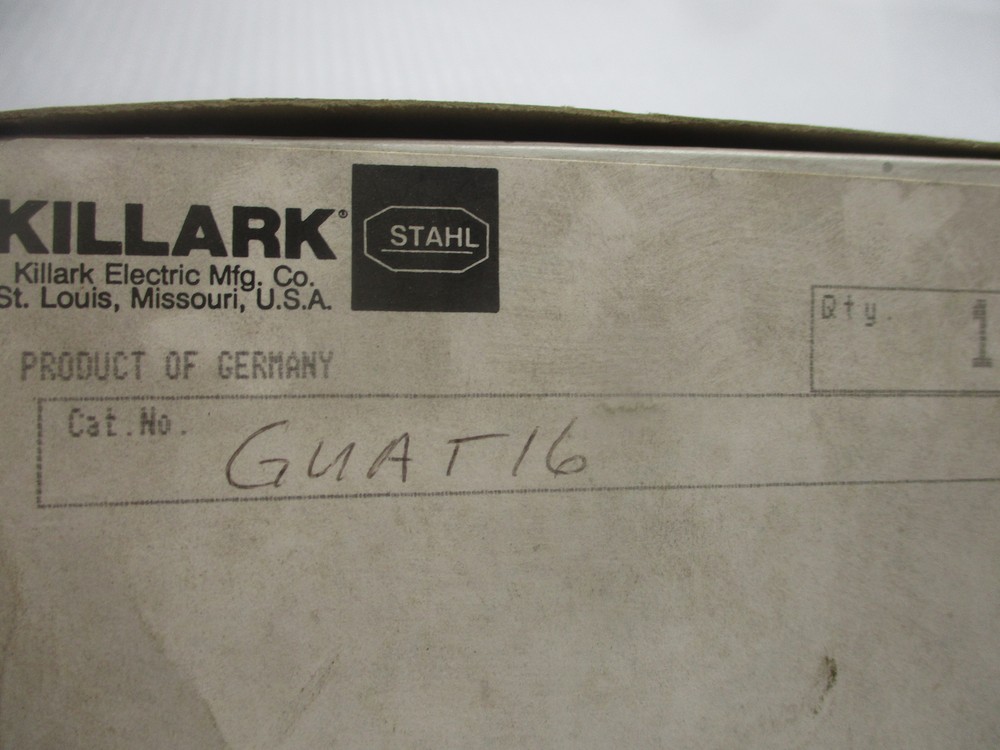 KILLARK®
STAHL
Killark Electric Mfg. Co.
St. Louis, Missouri, U.S.A.
PRODUCT OF GERMANY
Qty. 1
Cat.No. GUAT16